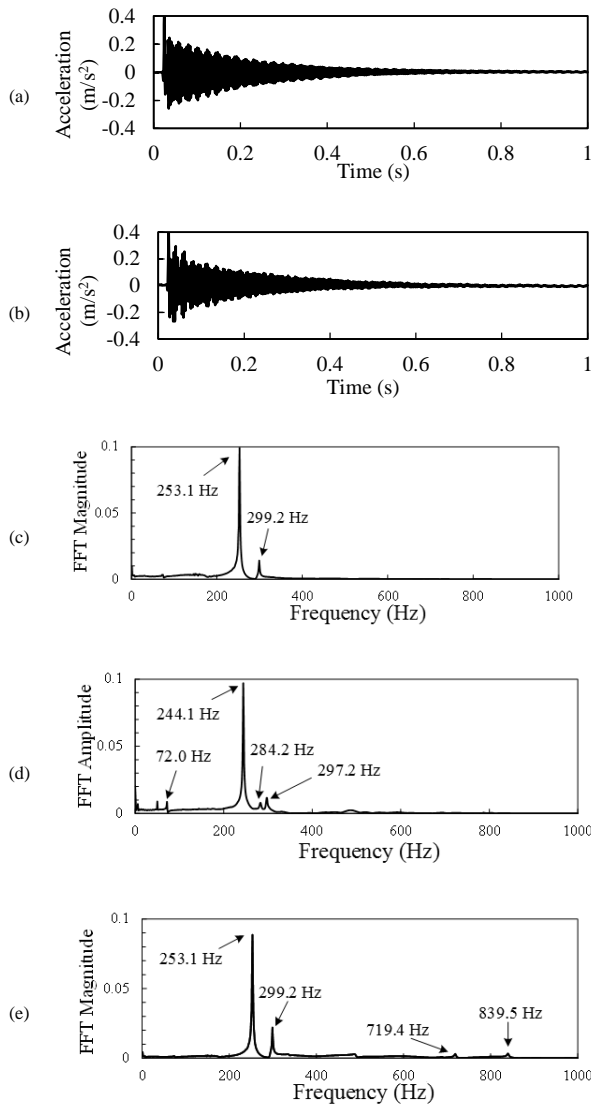 (a)
Acceleration
(m/s²)
0.4
0.2
0
-0.2
-0.4
0 0.2 0.4 0.6 0.8 1
Time (s)
(b)
Acceleration
(m/s²)
0.4
0.2
0
-0.2
-0.4
0 0.2 0.4 0.6 0.8 1
Time (s)
(c)
FFT Magnitude
0.1
0.05
0
253.1 Hz
299.2 Hz
0 200 400 600 800 1000
Frequency (Hz)
(d)
FFT Amplitude
0.1
0.05
0
244.1 Hz
72.0 Hz
284.2 Hz
297.2 Hz
0 200 400 600 800 1000
Frequency (Hz)
(e)
FFT Magnitude
0.1
0.05
0
253.1 Hz
299.2 Hz
719.4 Hz
839.5 Hz
0 200 400 600 800 1000
Frequency (Hz)